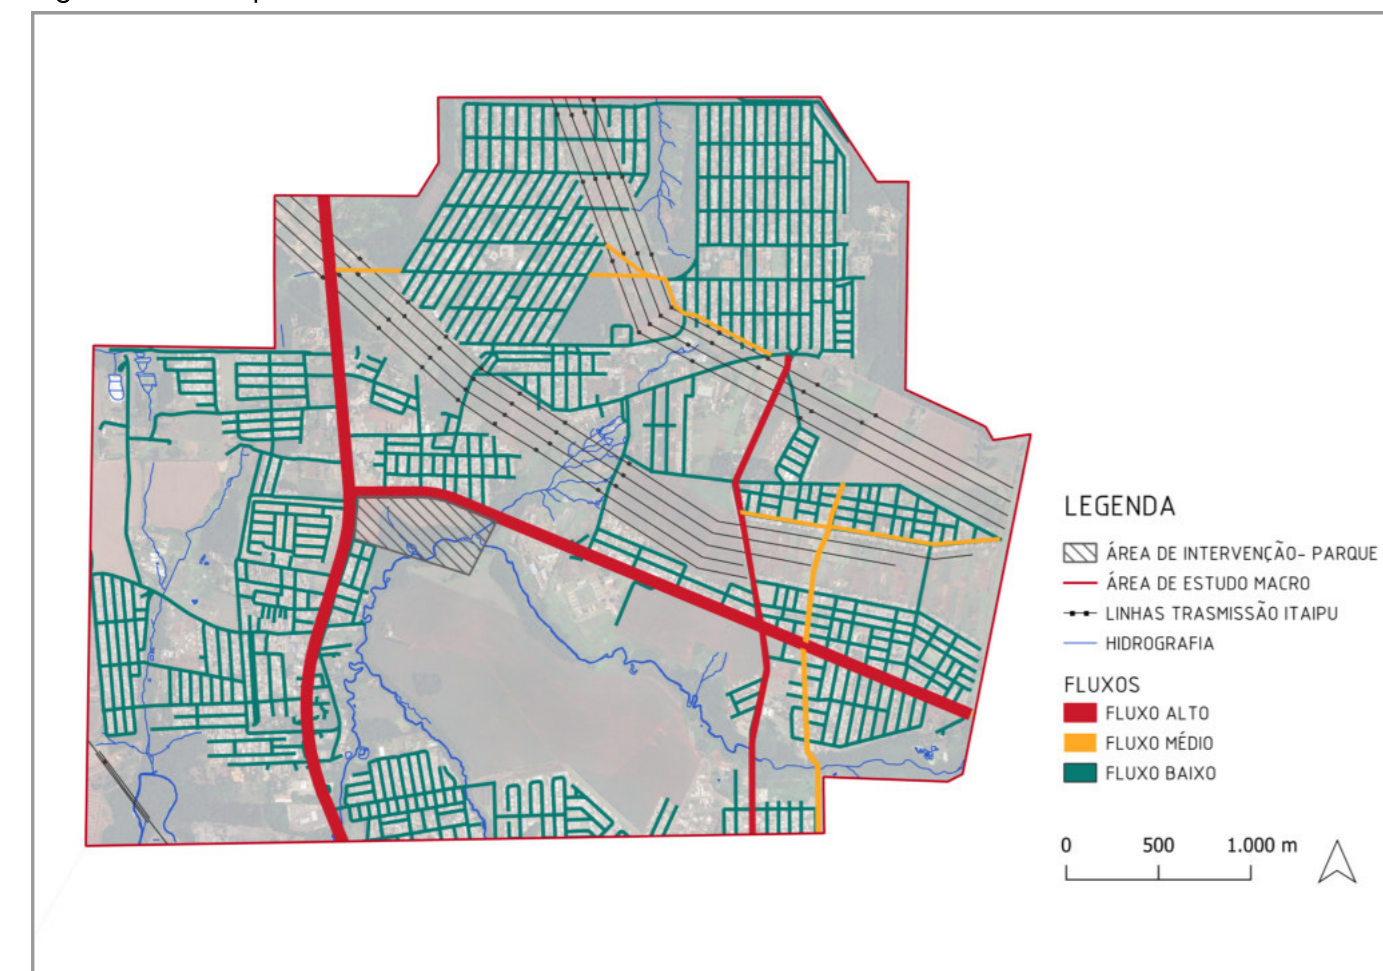 LEGENDA
ÁREA DE INTERVENÇÃO- PARQUE
ÁREA DE ESTUDO MACRO
LINHAS TRASMISSÃO ITAIPU
HIDROGRAFIA
FLUXOS
FLUXO ALTO
FLUXO MÉDIO
FLUXO BAIXO
0 500 1.000 m